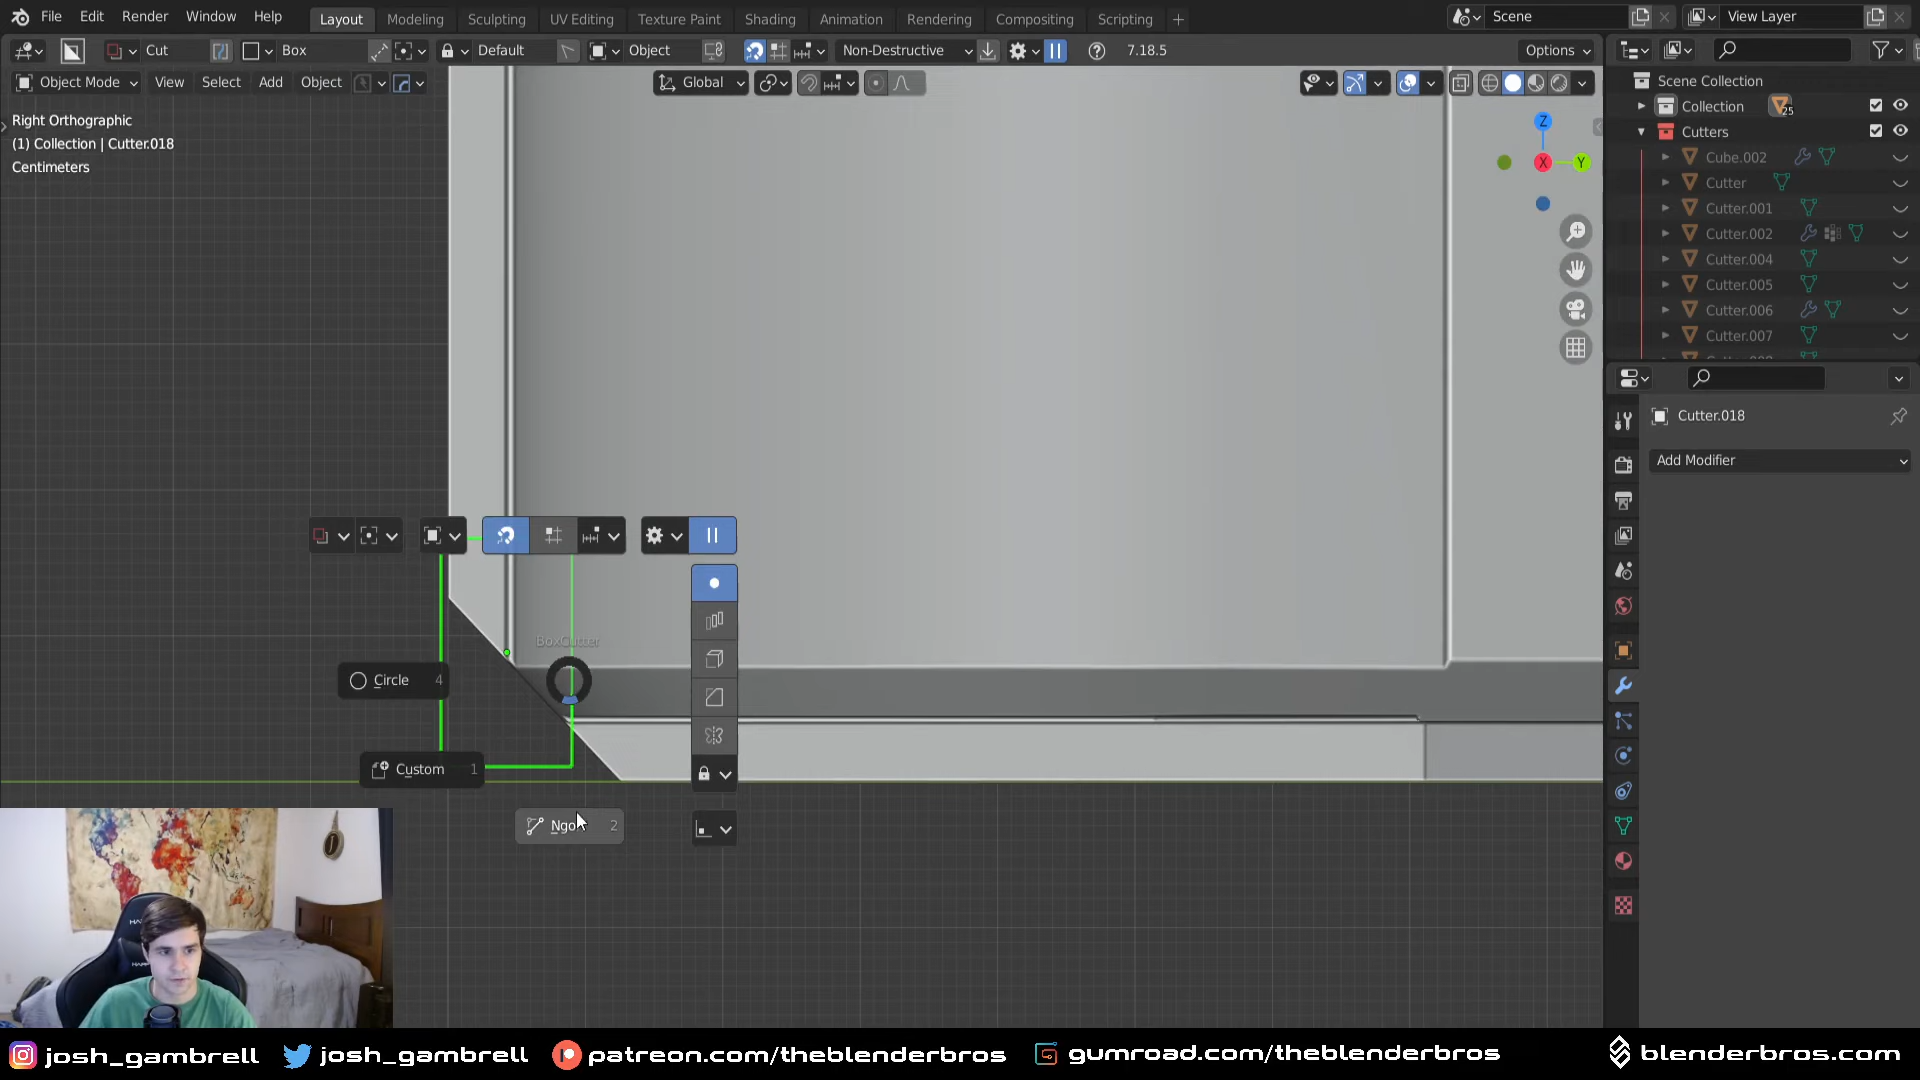 File Edit Render Window Help Layout Modeling Sculpting UV Editing Texture Paint Shading Animation Rendering Compositing Scripting + Scene View Layer
Cut Box Default Object Non-Destructive 7.18.5 Options
Object Mode View Select Add Object Global
Right Orthographic
(1) Collection | Cutter.018
Centimeters
Z
X
Y
Scene Collection
Collection 25
Cutters
Cube.002
Cutter
Cutter.001
Cutter.002
Cutter.004
Cutter.005
Cutter.006
Cutter.007
Cutter.018
Add Modifier
BoxCutter
Circle 4
Custom 1
Ngo 2
josh_gambrell josh_gambrell patreon.com/theblenderbros gumroad.com/theblenderbros blenderbros.com